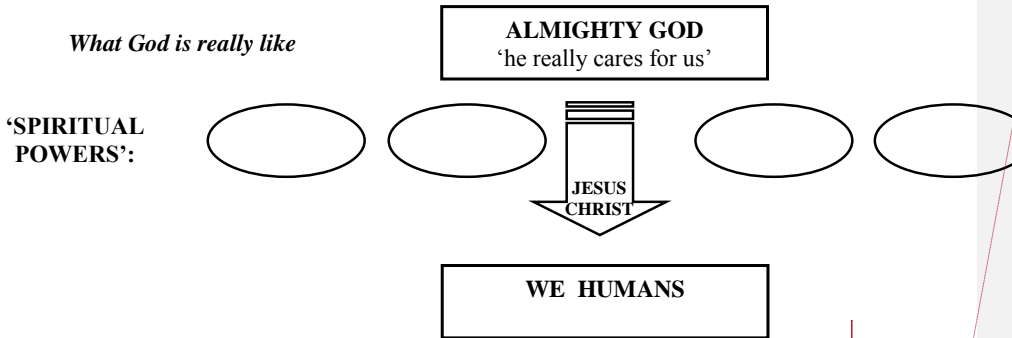 What God is really like
ALMIGHTY GOD
‘he really cares for us’
‘SPIRITUAL
POWERS’:
JESUS
CHRIST
WE HUMANS